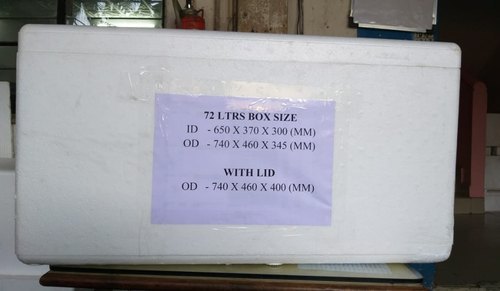 72 LTRS BOX SIZE
ID - 650 X 370 X 300 (MM)
OD - 740 X 460 X 345 (MM)
WITH LID
OD - 740 X 460 X 400 (MM)